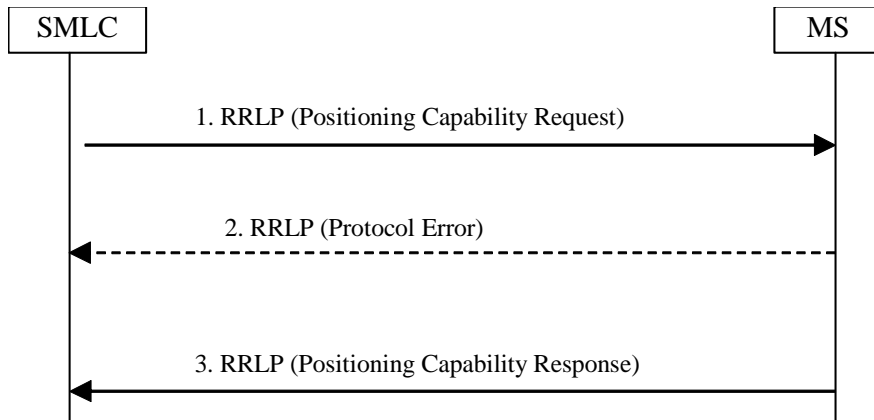 SMLC
MS
1. RRLP (Positioning Capability Request)
2. RRLP (Protocol Error)
3. RRLP (Positioning Capability Response)